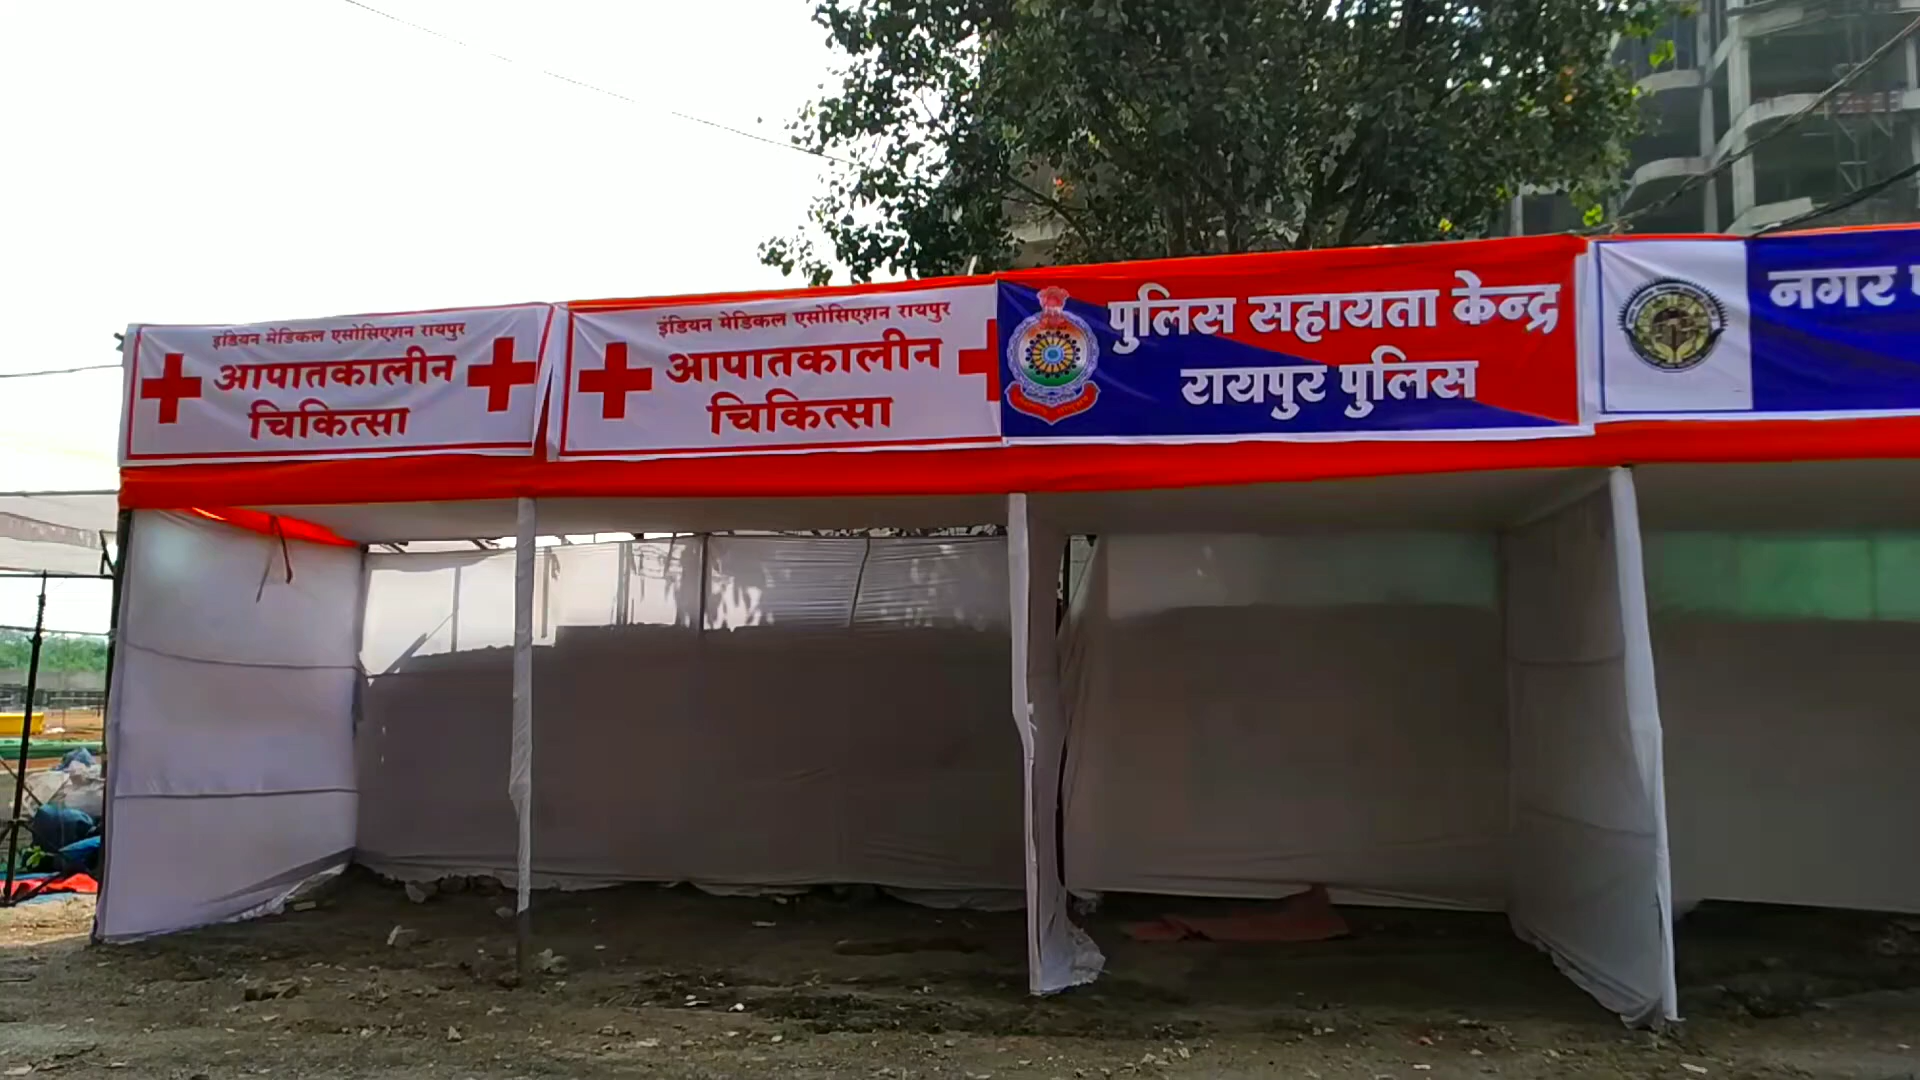 इंडियन मेडिकल एसोसिएशन रायपुर
आपातकालीन
चिकित्सा
इंडियन मेडिकल एसोसिएशन रायपुर
आपातकालीन
चिकित्सा
पुलिस सहायता केन्द्र
रायपुर पुलिस
नगर